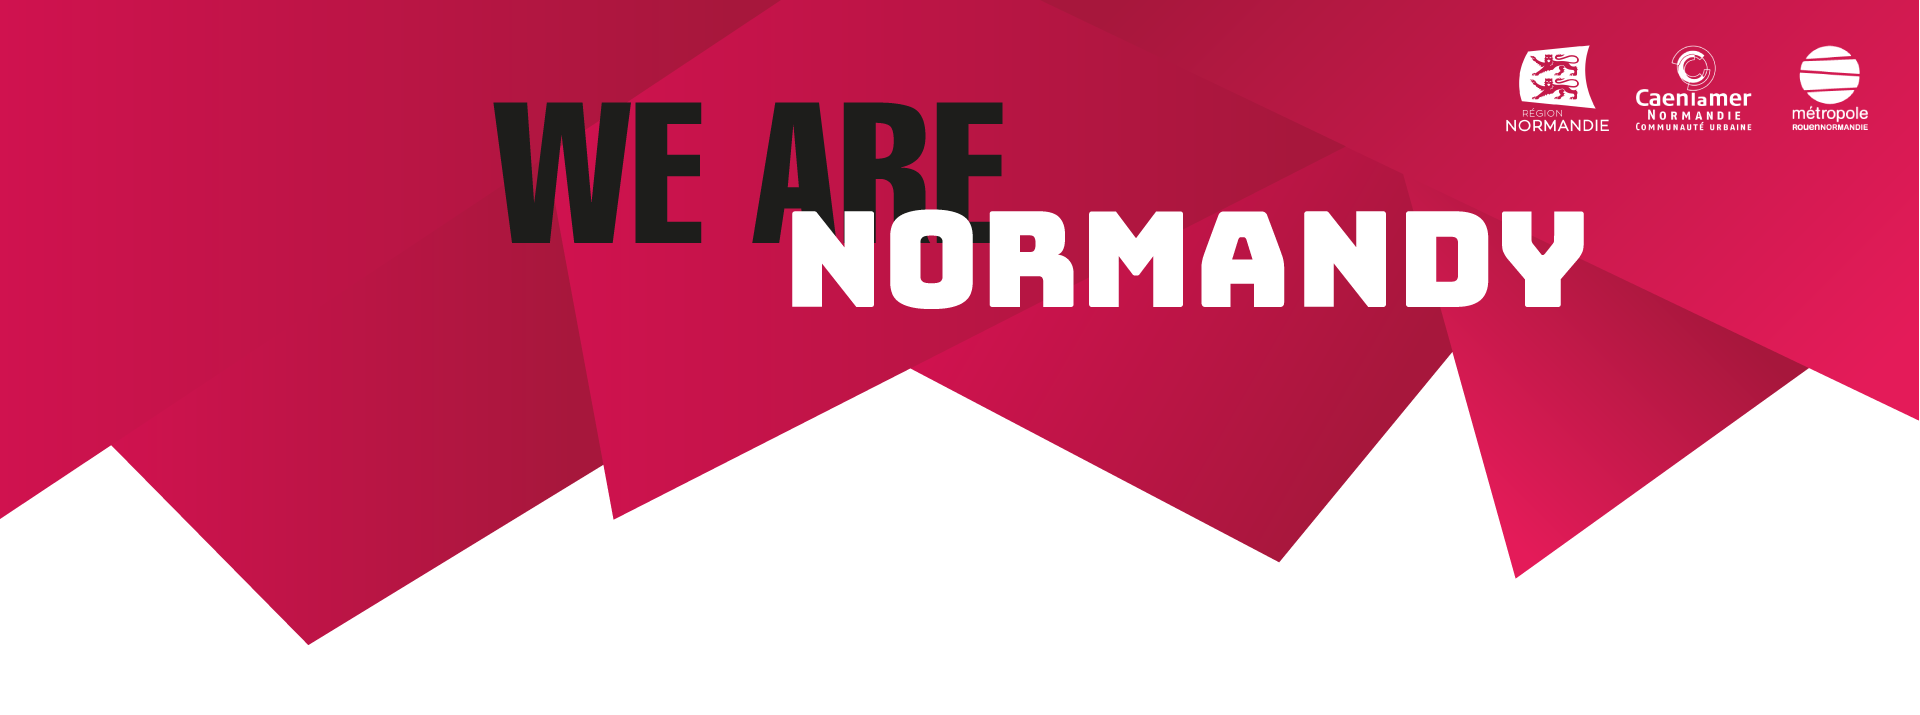 WE ARE
NORMANDY
RÉGION
NORMANDIE
Caenlamer
NORMANDIE
COMMUNAUTÉ URBAINE
métropole
ROUENNORMANDIE